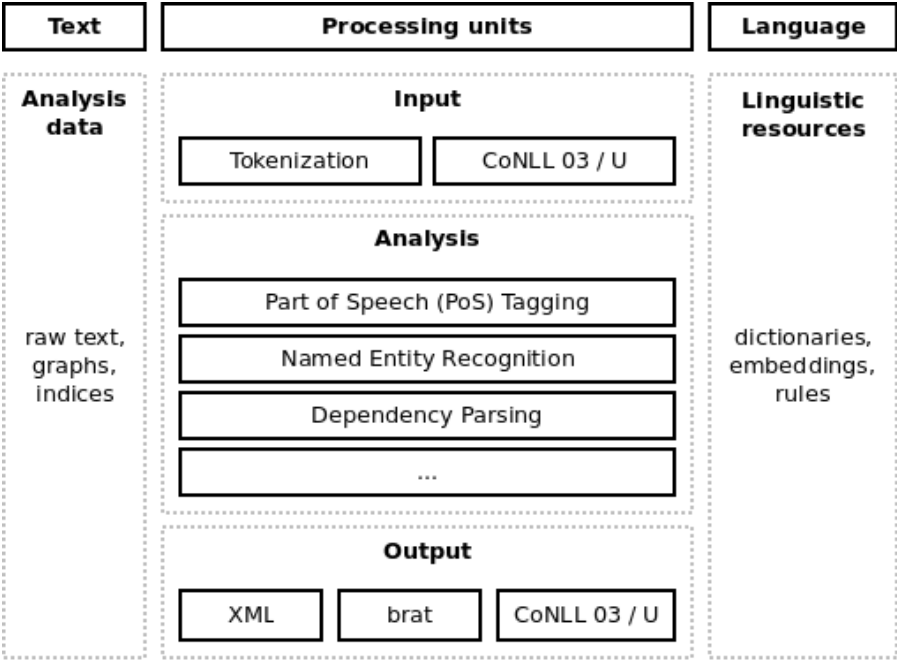 Text
Processing units
Language
Analysis
data
raw text,
graphs,
indices
Input
Tokenization
CoNLL 03 / U
Analysis
Part of Speech (PoS) Tagging
Named Entity Recognition
Dependency Parsing
...
Output
XML
brat
CoNLL 03 / U
Linguistic
resources
dictionaries,
embeddings,
rules